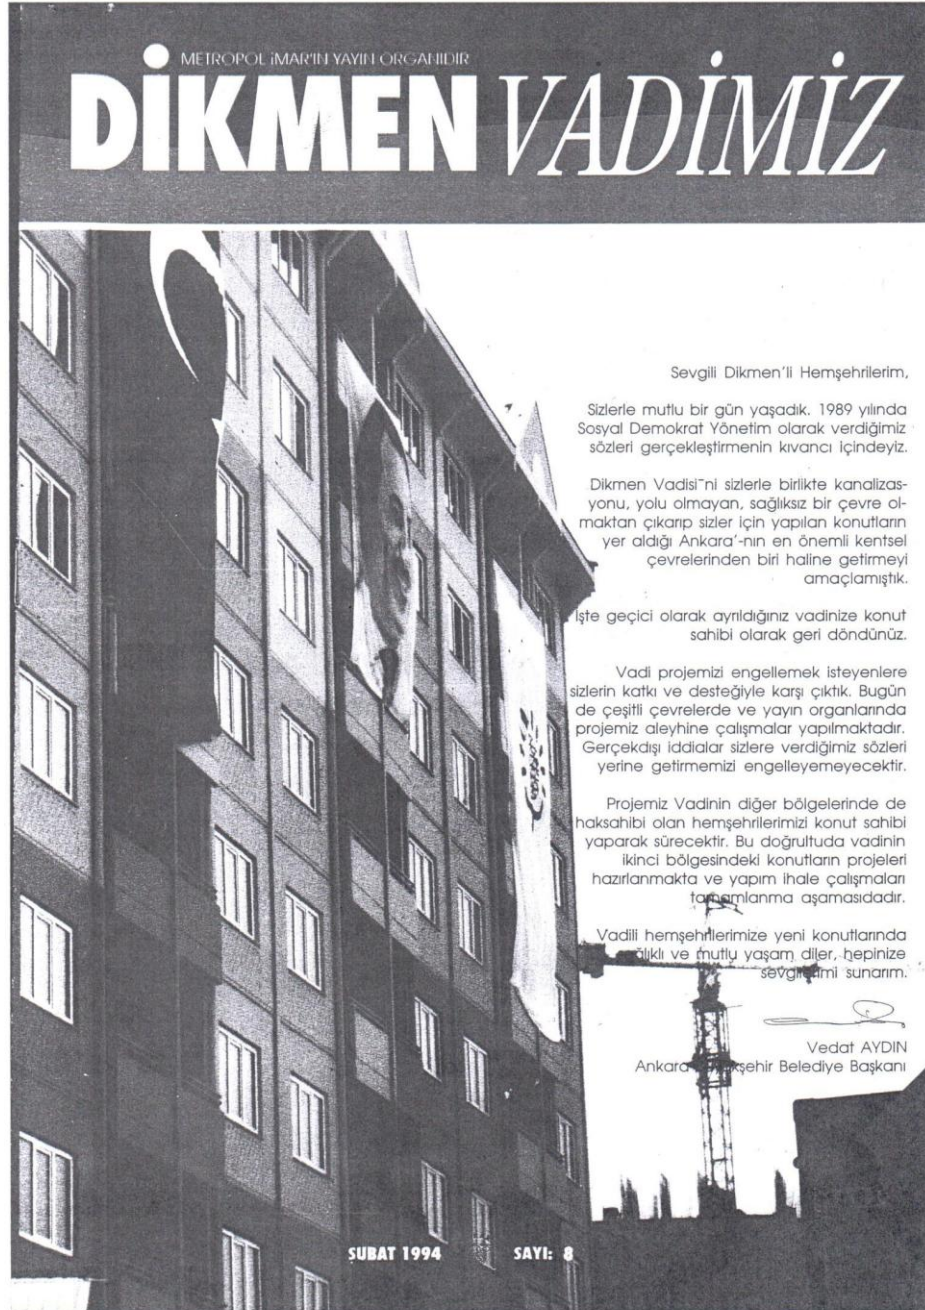 METROPOL İMAR'IN YAYIN ORGANIDIR
DİKMEN VADİMİZ
Sevgili Dikmen'li Hemşehrilerim,
Sizlerle mutlu bir gün yaşadık. 1989 yılında
Sosyal Demokrat Yönetim olarak verdiğimiz
sözleri gerçekleştirmenin kıvancı içindeyiz.
Dikmen Vadisi~ni sizlerle birlikte kanalizas-
yonu, yolu olmayan, sağlıksız bir çevre ol-
maktan çıkarıp sizler için yapılan konutların
yer aldığı Ankara'-nın en önemli kentsel
çevrelerinden biri haline getirmeyi
amaçlamıştık.
İşte geçici olarak ayrıldığınız vadinize konut
sahibi olarak geri döndünüz.
Vadi projemizi engellemek isteyenlere
sizlerin katkı ve desteğiyle karşı çıktık. Bugün
de çeşitli çevrelerde ve yayın organlarında
projemiz aleyhine çalışmalar yapılmaktadır.
Gerçekdışı iddialar sizlere verdiğimiz sözleri
yerine getirmemizi engelleyemeyecektir.
Projemiz Vadinin diğer bölgelerinde de
haksahibi olan hemşehrilerimizi konut sahibi
yaparak sürecektir. Bu doğrultuda vadinin
ikinci bölgesindeki konutların projeleri
hazırlanmakta ve yapım ihale çalışmaları
tamamlanma aşamasıdadır.
Vadili hemşehrilerimize yeni konutlarında
sağlıklı ve mutlu yaşam diler, hepinize
sevgilerimi sunarım.
Vedat AYDIN
Ankara Büyükşehir Belediye Başkanı
ŞUBAT 1994 SAYI: 8